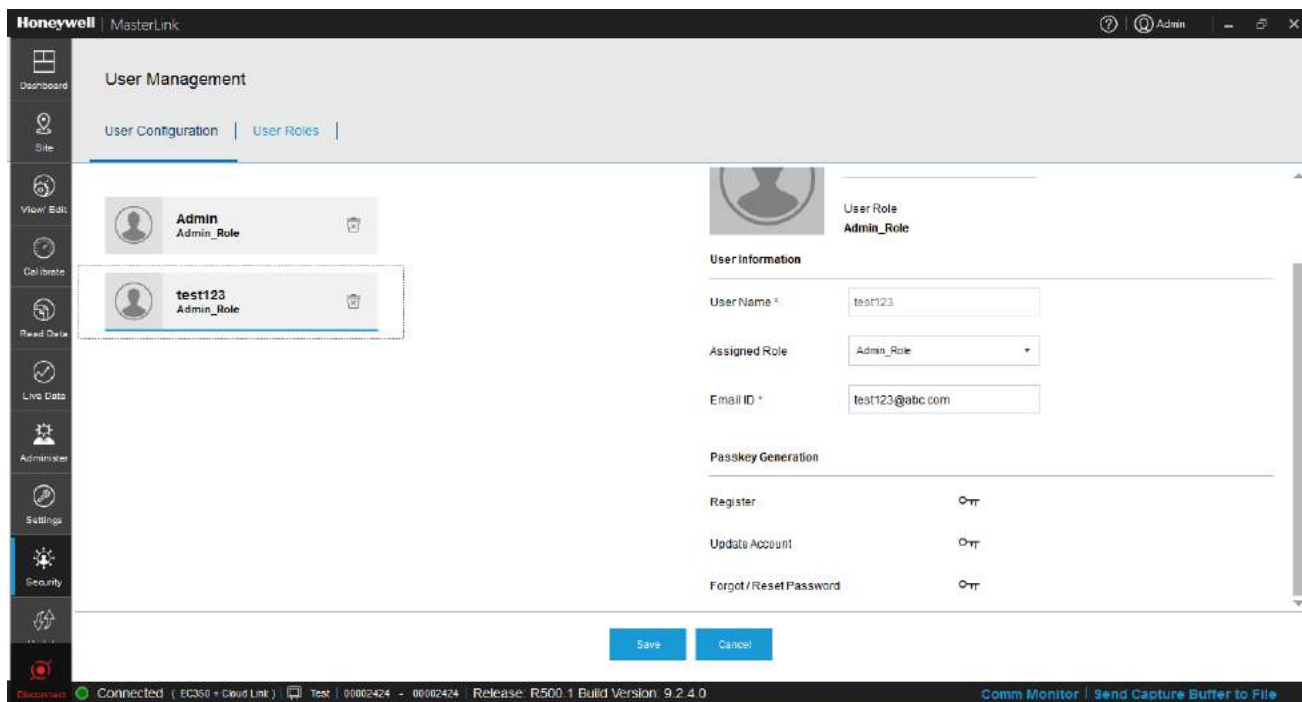 Honeywell | MasterLink
Admin
Dashboard
Site
View/ Edit
Calibrate
Read Data
Live Data
Administer
Settings
Security
Disconnect
User Management
User Configuration | User Roles |
Admin
Admin_Role
test123
Admin_Role
User Role
Admin_Role
User Information
User Name * test123
Assigned Role Admin_Role
Email ID * test123@abc.com
Passkey Generation
Register
Update Account
Forgot / Reset Password
Save Cancel
Connected ( EC350 + Cloud Link ) Test | 00002424 - 00002424 | Release: R500.1 Build Version: 9.2.4.0
Comm Monitor | Send Capture Buffer to File